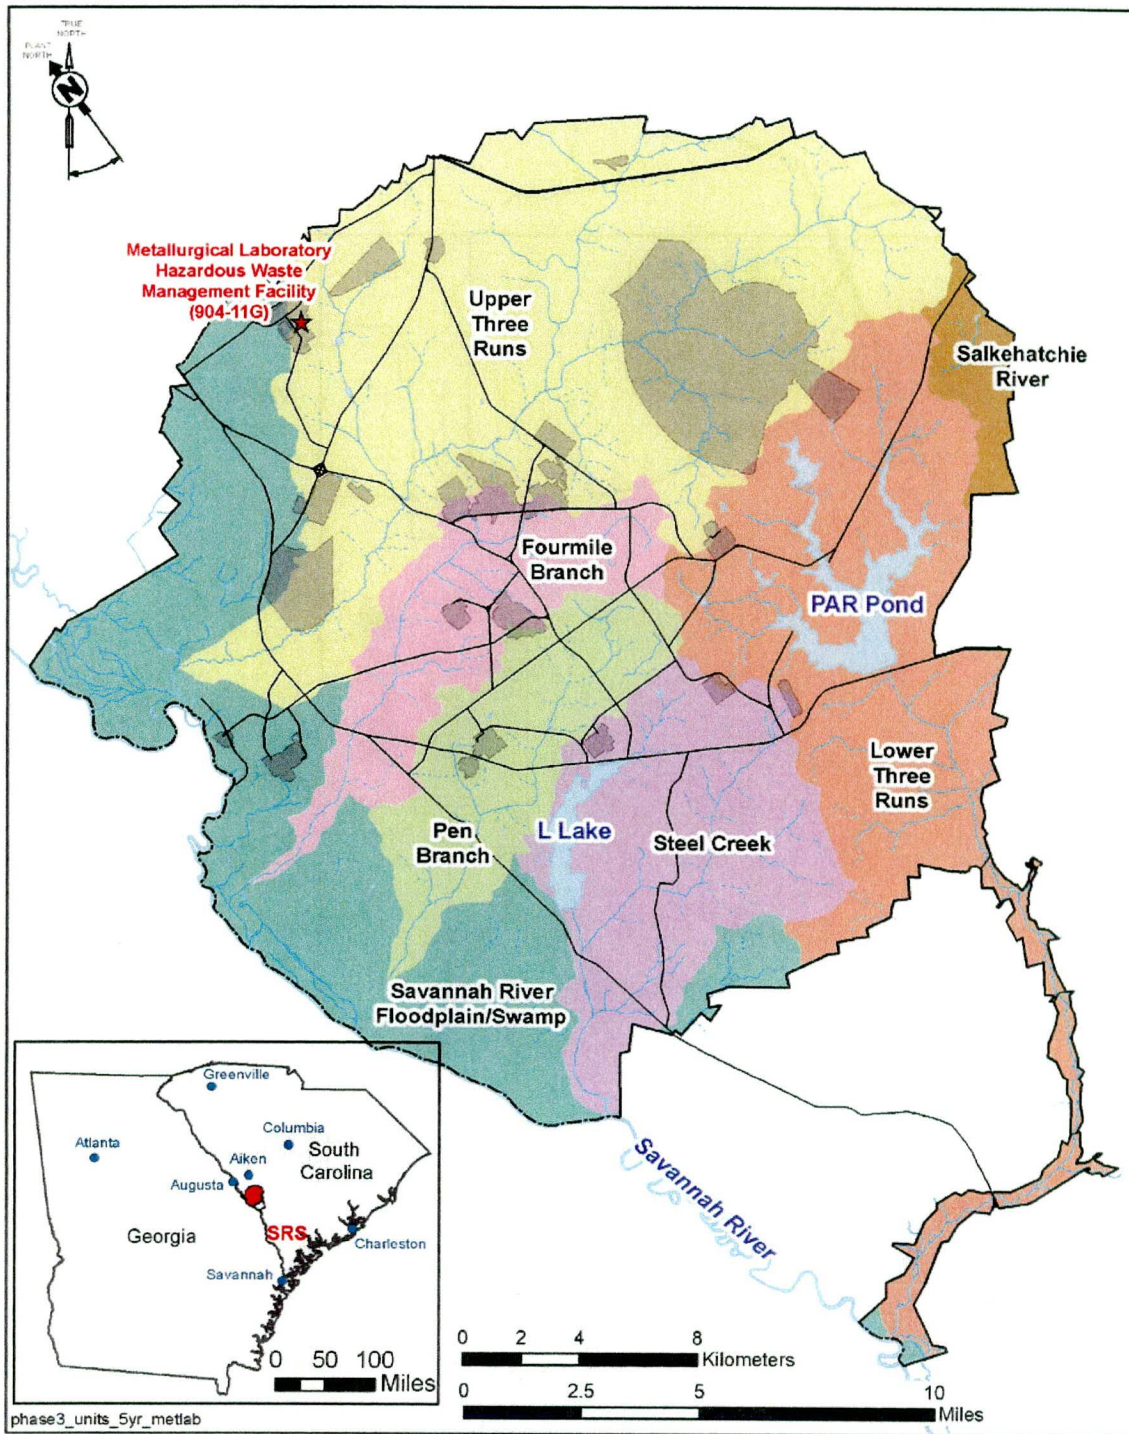 TRUE
NORTH
PLANT
NORTH
N
Metallurgical Laboratory
Hazardous Waste
Management Facility
(904-11G)
Upper
Three
Runs
Salkehatchie
River
Fourmile
Branch
PAR Pond
Lower
Three
Runs
Pen
Branch
L Lake
Steel Creek
Savannah River
Floodplain/Swamp
Savannah River
Greenville
Atlanta
Columbia
Aiken
South
Carolina
Augusta
Georgia
SRS
Charleston
Savannah
0 50 100
Miles
0 2 4 8
Kilometers
0 2.5 5 10
Miles
phase3_units_5yr_metlab